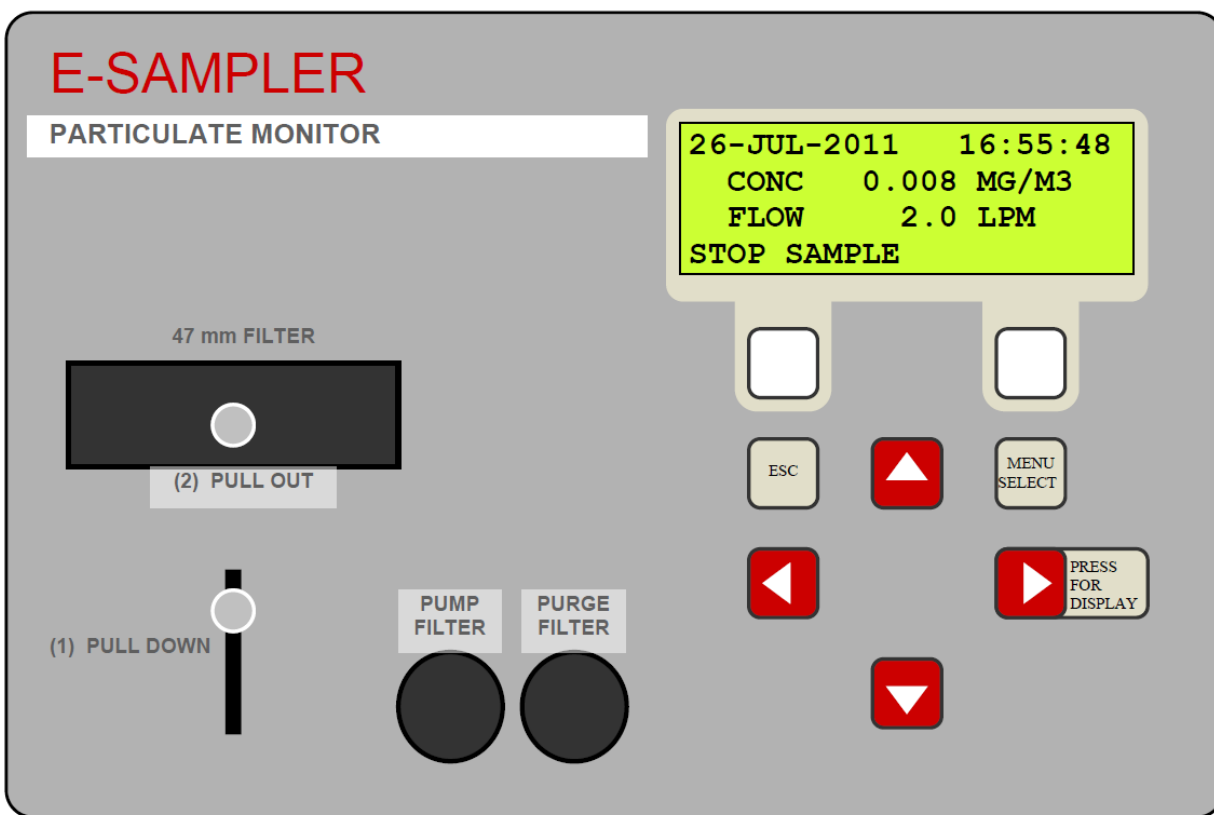 E-SAMPLER
PARTICULATE MONITOR
26-JUL-2011 16:55:48
CONC 0.008 MG/M3
FLOW 2.0 LPM
STOP SAMPLE
47 mm FILTER
(2) PULL OUT
ESC
MENU
SELECT
PRESS
FOR
DISPLAY
(1) PULL DOWN
PUMP
FILTER
PURGE
FILTER